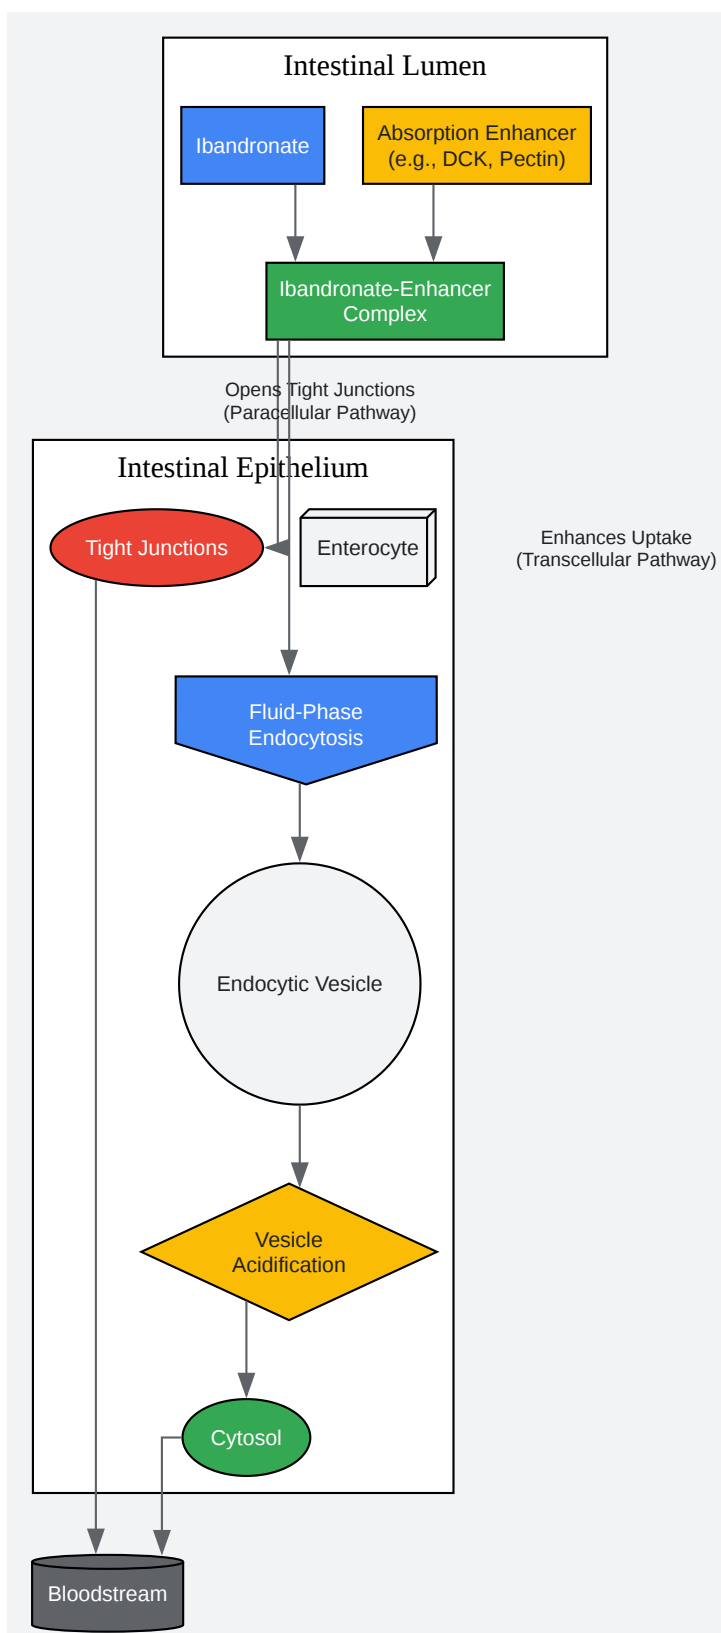 Intestinal Lumen
Ibandronate
Absorption Enhancer
(e.g., DCK, Pectin)
Ibandronate-Enhancer
Complex
Opens Tight Junctions
(Paracellular Pathway)
Intestinal Epithelium
Tight Junctions
Enterocyte
Enhances Uptake
(Transcellular Pathway)
Fluid-Phase
Endocytosis
Endocytic Vesicle
Vesicle
Acidification
Cytosol
Bloodstream